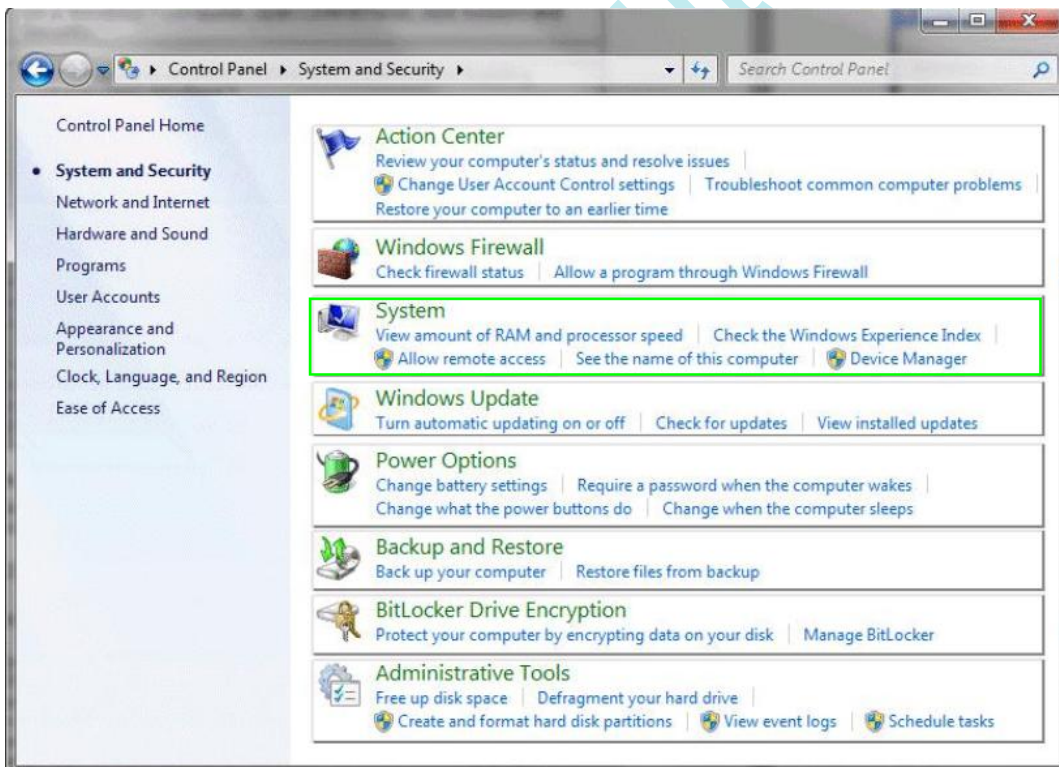 Control Panel System and Security Search Control Panel
Control Panel Home
System and Security
Network and Internet
Hardware and Sound
Programs
User Accounts
Appearance and
Personalization
Clock, Language, and Region
Ease of Access
Action Center
Review your computer's status and resolve issues
Change User Account Control settings Troubleshoot common computer problems
Restore your computer to an earlier time
Windows Firewall
Check firewall status Allow a program through Windows Firewall
System
View amount of RAM and processor speed Check the Windows Experience Index
Allow remote access See the name of this computer Device Manager
Windows Update
Turn automatic updating on or off Check for updates View installed updates
Power Options
Change battery settings Require a password when the computer wakes
Change what the power buttons do Change when the computer sleeps
Backup and Restore
Back up your computer Restore files from backup
BitLocker Drive Encryption
Protect your computer by encrypting data on your disk Manage BitLocker
Administrative Tools
Free up disk space Defragment your hard drive
Create and format hard disk partitions View event logs Schedule tasks